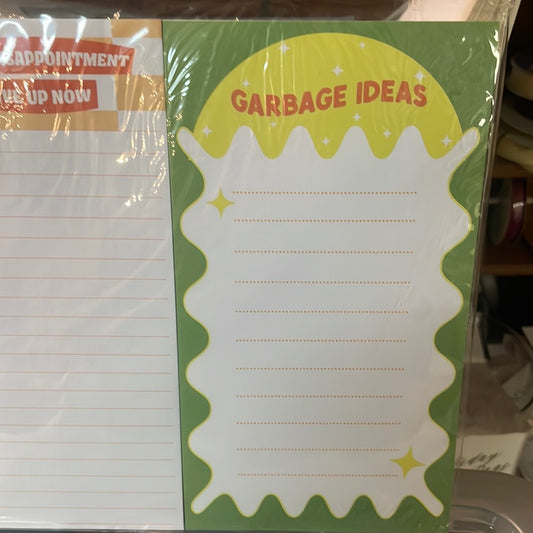 APPOINTMENT
UP NOW
GARBAGE IDEAS